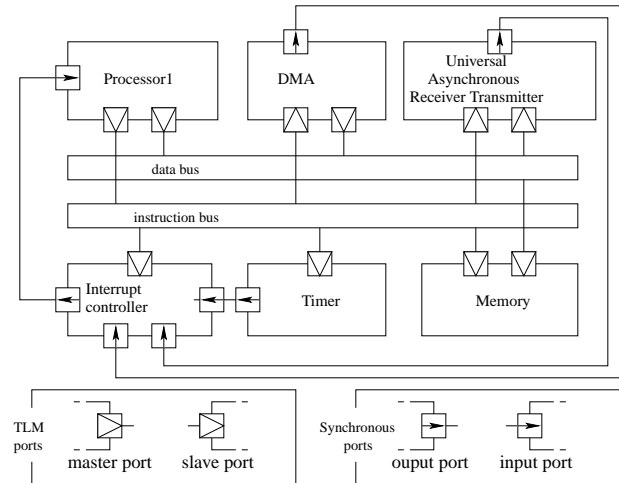 Processor1
DMA
Universal
Asynchronous
Receiver Transmitter
data bus
instruction bus
Interrupt
controller
Timer
Memory
TLM
ports
master port
slave port
Synchronous
ports
ouput port
input port